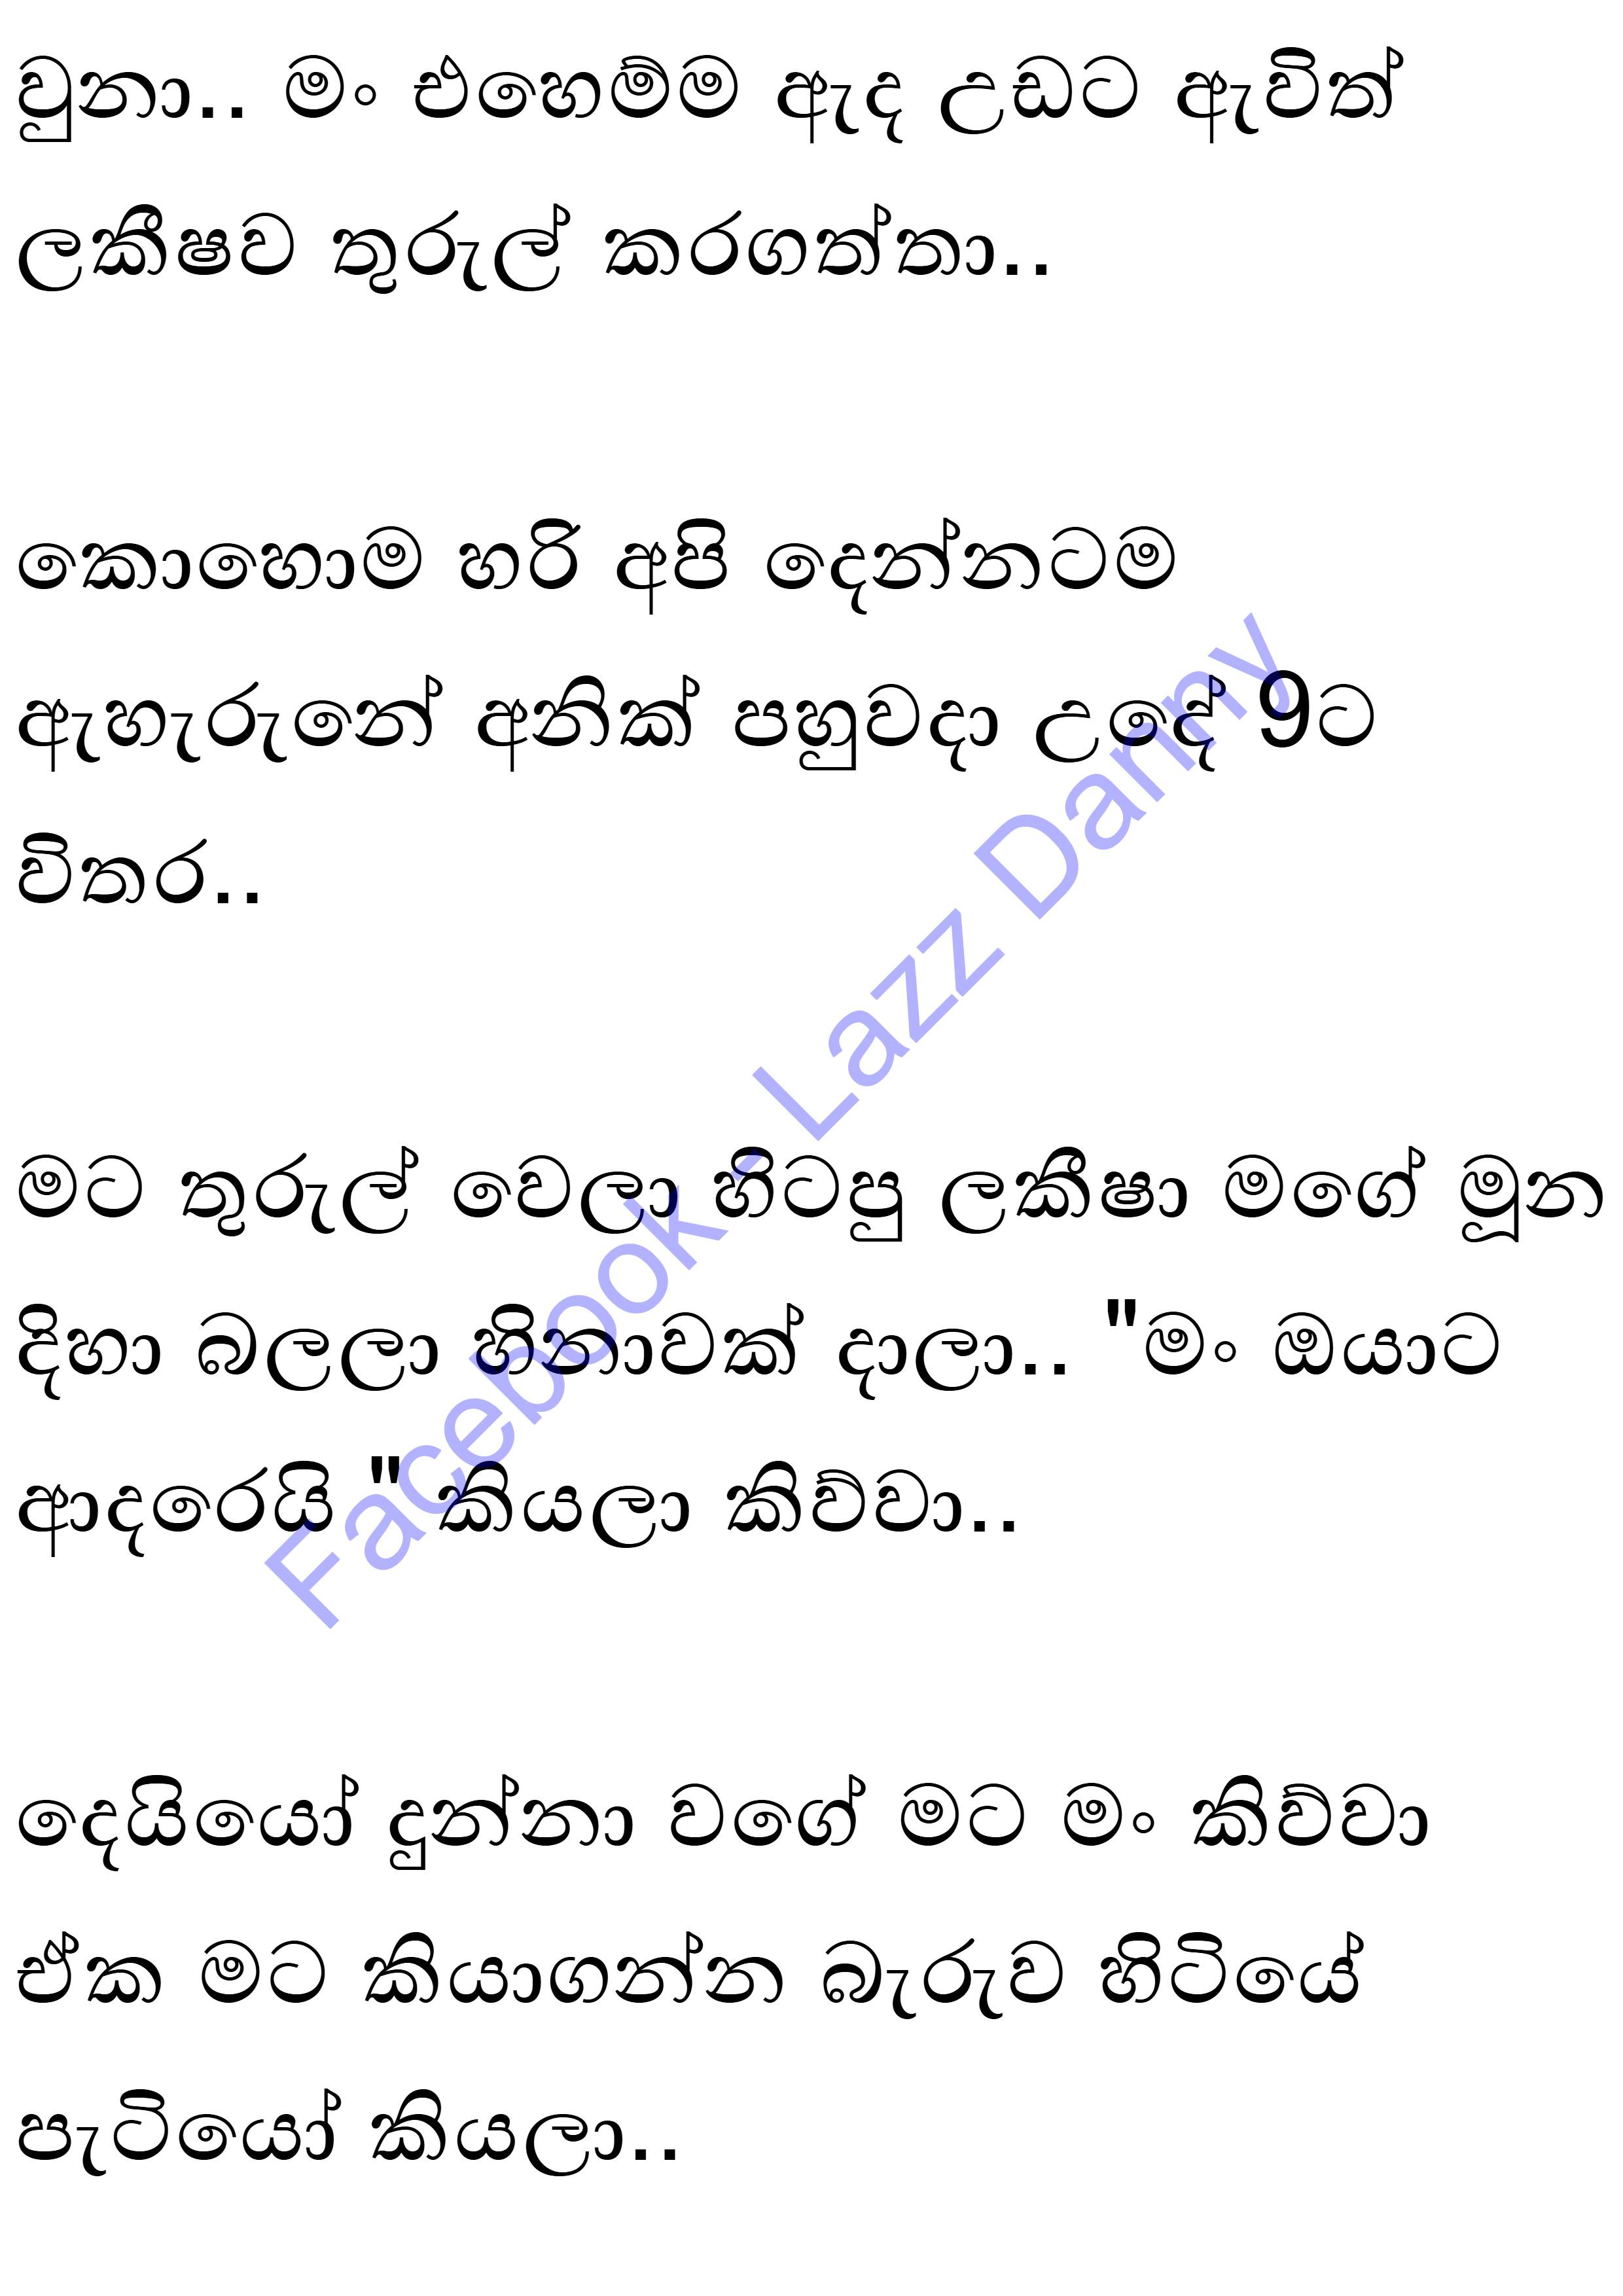 වුනා.. මං එහෙම්ම ඇද උඩට ඇවිත්
ලකීෂව තුරුල් කරගත්තා..
කොහොම හරි අපි දෙන්නටම
ඇහැරුනේ අනික් පහුවදා උදේ 9ට
විතර..
මට තුරුල් වෙලා හිටපු ලකීෂා මගේ මූන
දිහා බලලා හිනාවක් දාලා.. "මං ඔයාට
ආදරෙයි " කියලා කිව්වා..
දෙයියෝ දුන්නා වගේ මට මං කිව්වා
ඒක මට කියාගන්න බැරුව හිටියේ
පැටියෝ කියලා..
Facebook - Lazz Danny